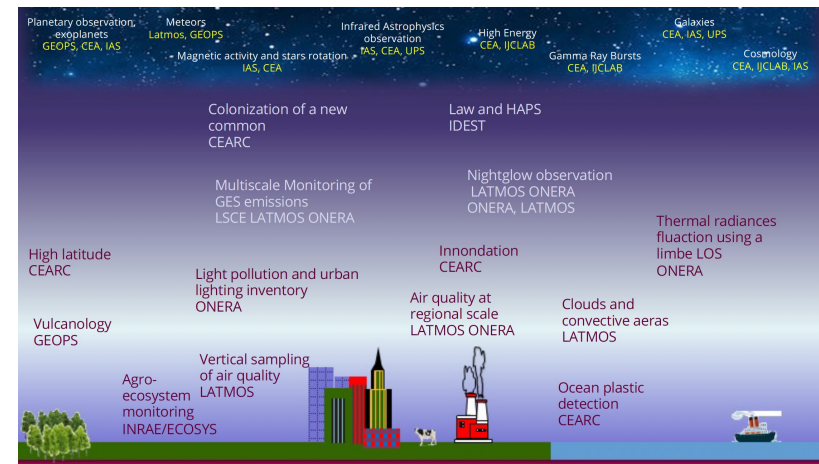 Planetary observation,
exoplanets
GEOPS, CEA, IAS
Meteors
Latmos, GEOPS
Magnetic activity and stars rotation
IAS, CEA
Infrared Astrophysics
observation
IAS, CEA, UPS
High Energy
CEA, IJCLAB
Gamma Ray Bursts
CEA, IJCLAB
Galaxies
CEA, IAS, UPS
Cosmology
CEA, IJCLAB, IAS
Colonization of a new
common
CEARC
Law and HAPS
IDEST
Multiscale Monitoring of
GES emissions
LSCE LATMOS ONERA
Nightglow observation
LATMOS ONERA
ONERA, LATMOS
Thermal radiances
fluaction using a
limbe LOS
ONERA
High latitude
CEARC
Light pollution and urban
lighting inventory
ONERA
Innondation
CEARC
Air quality at
regional scale
LATMOS ONERA
Clouds and
convective aeras
LATMOS
Vulcanology
GEOPS
Vertical sampling
of air quality
LATMOS
Agro-
ecosystem
monitoring
INRAE/ECOSYS
Ocean plastic
detection
CEARC